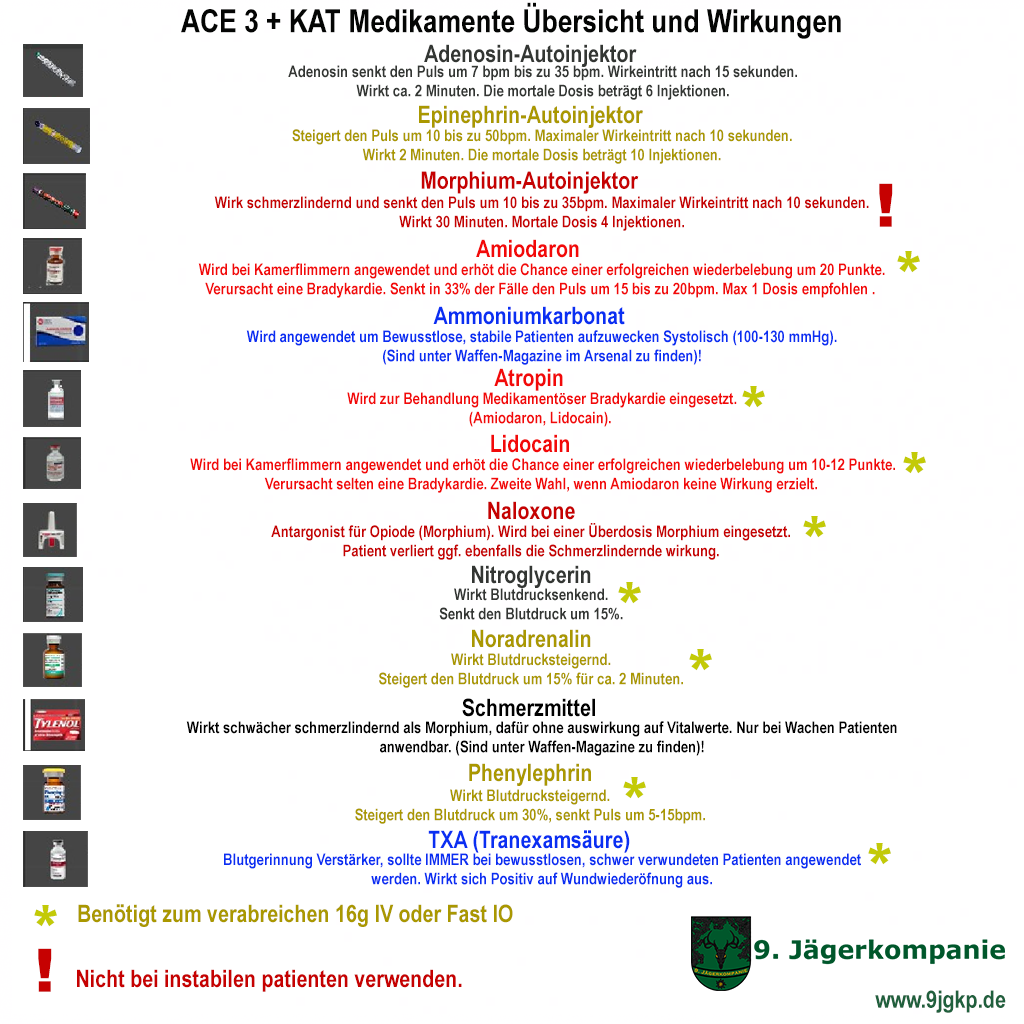 ACE 3 + KAT Medikamente Übersicht und Wirkungen
Adenosin-Autoinjektor
Adenosin senkt den Puls um 7 bpm bis zu 35 bpm. Wirkeintritt nach 15 sekunden.
Wirkt ca. 2 Minuten. Die mortale Dosis beträgt 6 Injektionen.
Epinephrin-Autoinjektor
Steigert den Puls um 10 bis zu 50bpm. Maximaler Wirkeintritt nach 10 sekunden.
Wirkt 2 Minuten. Die mortale Dosis beträgt 10 Injektionen.
Morphium-Autoinjektor
Wirk schmerzlindernd und senkt den Puls um 10 bis zu 35bpm. Maximaler Wirkeintritt nach 10 sekunden. !
Wirkt 30 Minuten. Mortale Dosis 4 Injektionen.
Amiodaron
Wird bei Kamerflimmern angewendet und erhöt die Chance einer erfolgreichen wiederbelebung um 20 Punkte. *
Verursacht eine Bradykardie. Senkt in 33% der Fälle den Puls um 15 bis zu 20bpm. Max 1 Dosis empfohlen .
Ammoniumkarbonat
Wird angewendet um Bewusstlose, stabile Patienten aufzuwecken Systolisch (100-130 mmHg).
(Sind unter Waffen-Magazine im Arsenal zu finden)!
Atropin
Wird zur Behandlung Medikamentöser Bradykardie eingesetzt. *
(Amiodaron, Lidocain).
Lidocain
Wird bei Kamerflimmern angewendet und erhöt die Chance einer erfolgreichen wiederbelebung um 10-12 Punkte. *
Verursacht selten eine Bradykardie. Zweite Wahl, wenn Amiodaron keine Wirkung erzielt.
Naloxone
Antargonist für Opiode (Morphium). Wird bei einer Überdosis Morphium eingesetzt. *
Patient verliert ggf. ebenfalls die Schmerzlindernde wirkung.
Nitroglycerin
Wirkt Blutdrucksenkend. *
Senkt den Blutdruck um 15%.
Noradrenalin
Wirkt Blutdrucksteigernd. *
Steigert den Blutdruck um 15% für ca. 2 Minuten.
TYLENOL
Schmerzmittel
Wirkt schwächer schmerzlindernd als Morphium, dafür ohne auswirkung auf Vitalwerte. Nur bei Wachen Patienten
anwendbar. (Sind unter Waffen-Magazine zu finden)!
Phenylephrin
Wirkt Blutdrucksteigernd. *
Steigert den Blutdruck um 30%, senkt Puls um 5-15bpm.
TXA (Tranexamsäure)
Blutgerinnung Verstärker, sollte IMMER bei bewusstlosen, schwer verwundeten Patienten angewendet *
werden. Wirkt sich Positiv auf Wundwiederöfnung aus.
* Benötigt zum verabreichen 16g IV oder Fast IO
! Nicht bei instabilen patienten verwenden.
9. JÄGERKOMPANIE
9. Jägerkompanie
www.9jgkp.de